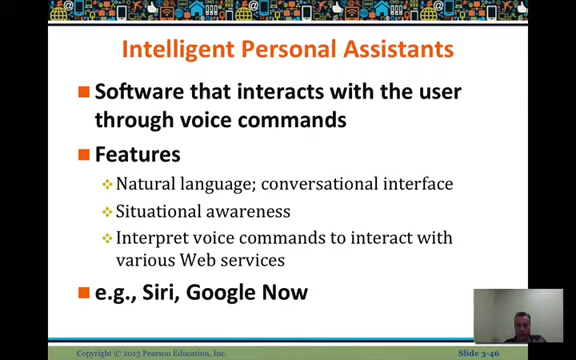 Intelligent Personal Assistants
■ Software that interacts with the user
through voice commands
■ Features
❖ Natural language; conversational interface
❖ Situational awareness
❖ Interpret voice commands to interact with
various Web services
■ e.g., Siri, Google Now
Copyright © 2013 Pearson Education, Inc.
Slide 3-46